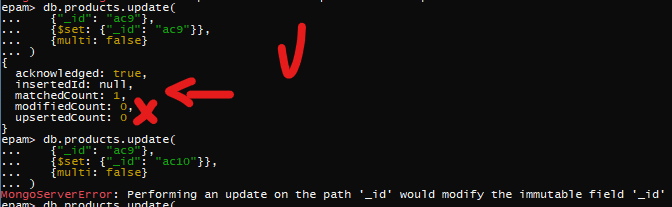 epam> db.products.update(
...     {"_id": "ac9"},
...     {$set: {"_id": "ac9"}},
...     {multi: false}
... )
{
  acknowledged: true,
  insertedId: null,
  matchedCount: 1,
  modifiedCount: 0,
  upsertedCount: 0
}
epam> db.products.update(
...     {"_id": "ac9"},
...     {$set: {"_id": "ac10"}},
...     {multi: false}
... )
MongoServerError: Performing an update on the path '_id' would modify the immutable field '_id'
epam> db.products.update(